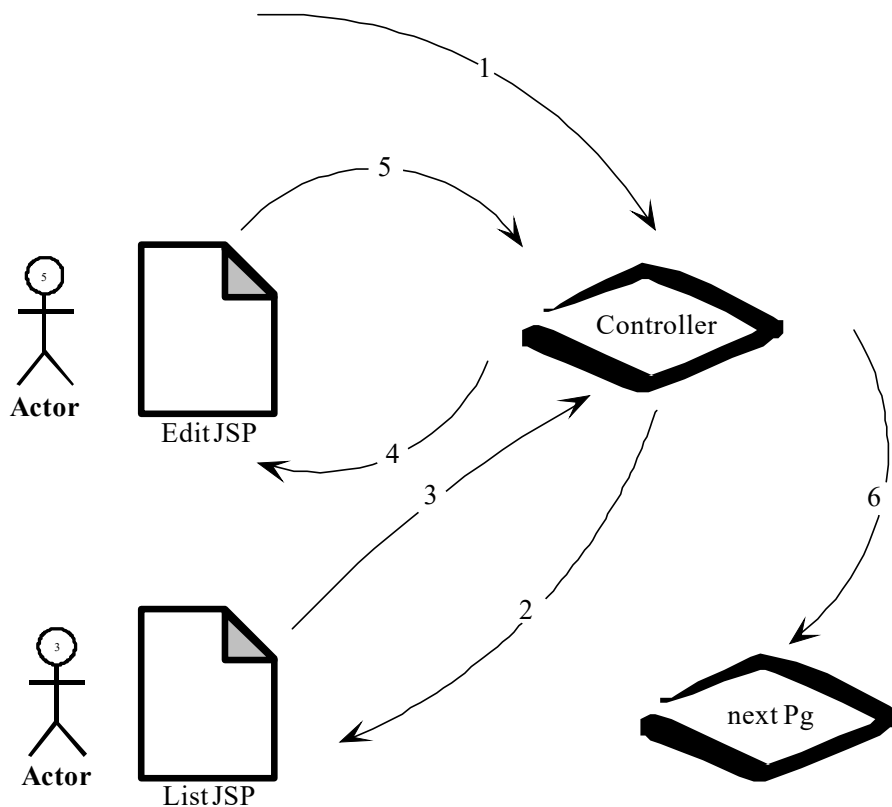 1
5
5
Controller
Actor
Edit JSP
4
3
6
2
3
next Pg
Actor
List JSP